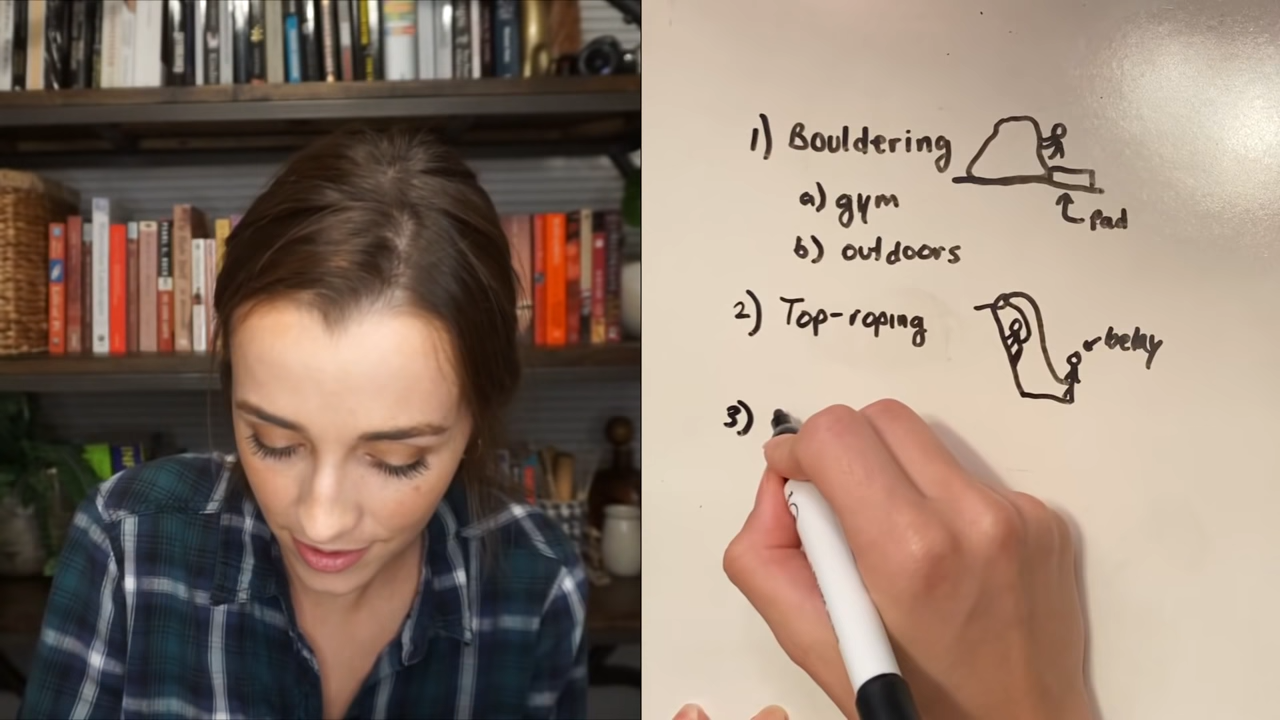 1) Bouldering
a) gym
b) outdoors
pad
2) Top-roping
belay
3)